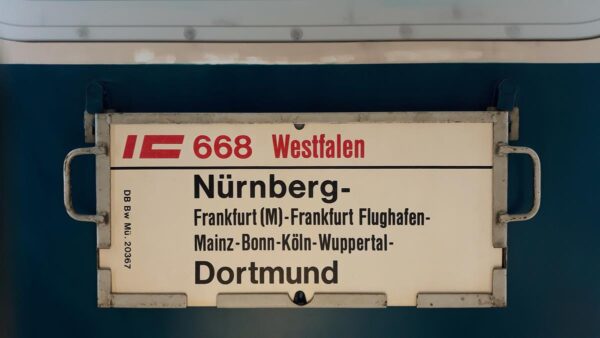 IC 668 Westfalen
Nürnberg-
Frankfurt (M)-Frankfurt Flughafen-
Mainz-Bonn-Köln-Wuppertal-
Dortmund
DB Bw Mü. 20367